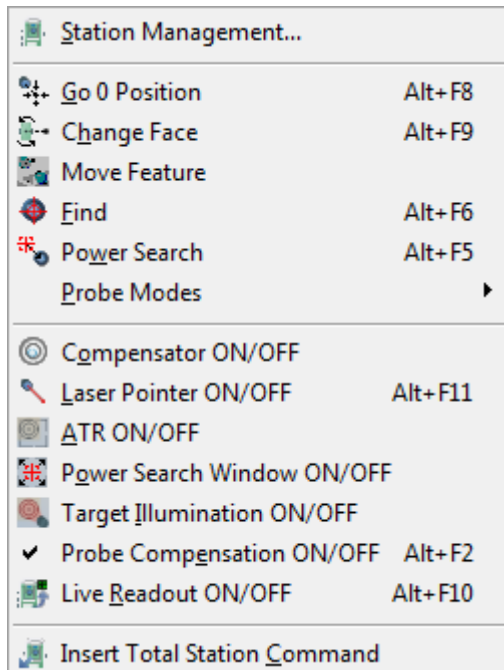 Station Management...
Go 0 Position Alt+F8
Change Face Alt+F9
Move Feature
Find Alt+F6
Power Search Alt+F5
Probe Modes
Compensator ON/OFF
Laser Pointer ON/OFF Alt+F11
ATR ON/OFF
Power Search Window ON/OFF
Target Illumination ON/OFF
Probe Compensation ON/OFF Alt+F2
Live Readout ON/OFF Alt+F10
Insert Total Station Command